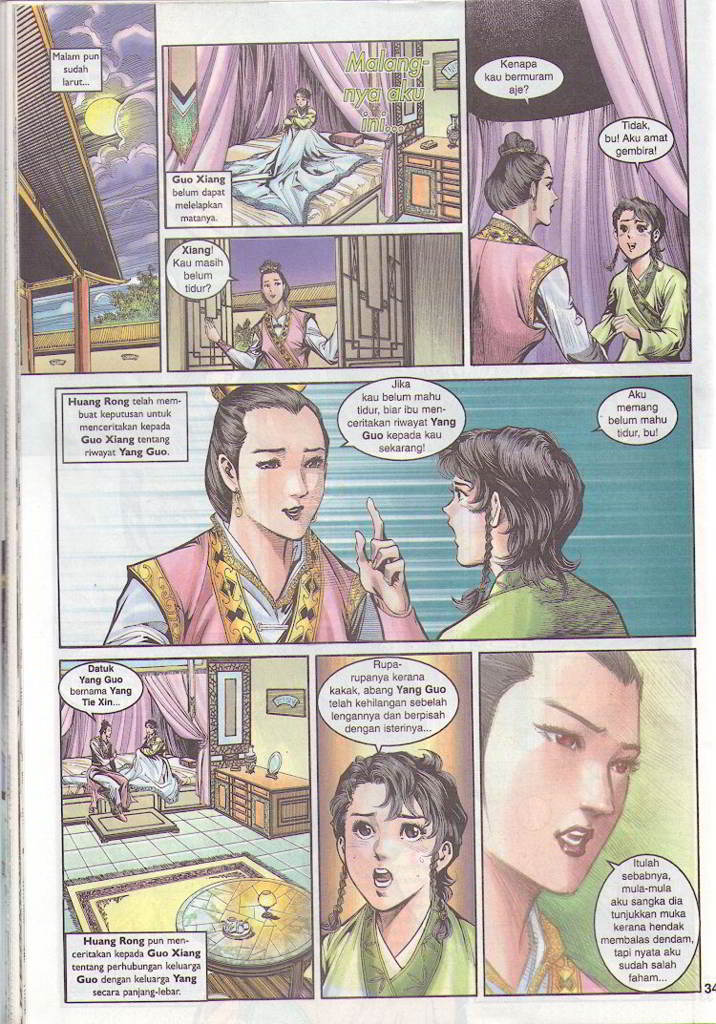 Malam pun
sudah
larut...
Malang-
nya aku
ini...
Guo Xiang
belum dapat
melelapkan
matanya.
Xiang!
Kau masih
belum
tidur?
Kenapa
kau bermuram
aje?
Tidak,
bu! Aku amat
gembira!
Huang Rong telah mem-
buat keputusan untuk
menceritakan kepada
Guo Xiang tentang
riwayat Yang Guo.
Jika
kau belum mahu
tidur, biar ibu men-
ceritakan riwayat Yang
Guo kepada kau
sekarang!
Aku
memang
belum mahu
tidur, bu!
Datuk
Yang Guo
bernama Yang
Tie Xin...
Huang Rong pun men-
ceritakan kepada Guo Xiang
tentang perhubungan keluarga
Guo dengan keluarga Yang
secara panjang-lebar.
Rupa-
rupanya kerana
kakak, abang Yang Guo
telah kehilangan sebelah
lengannya dan berpisah
dengan isterinya...
Itulah
sebabnya,
mula-mula
aku sangka dia
tunjukkan muka
kerana hendak
membalas dendam,
tapi nyata aku
sudah salah
faham...
34